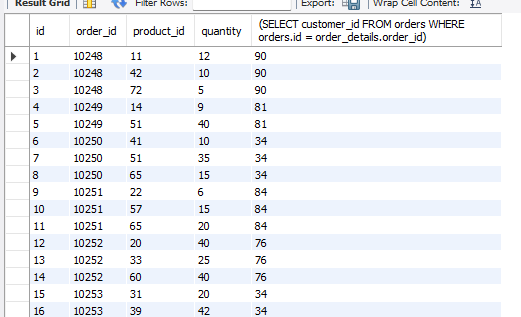 Result Grid Filter Rows: Export: Wrap Cell Content:
id order_id product_id quantity (SELECT customer_id FROM orders WHERE
orders.id = order_details.order_id)
1 10248 11 12 90
2 10248 42 10 90
3 10248 72 5 90
4 10249 14 9 81
5 10249 51 40 81
6 10250 41 10 34
7 10250 51 35 34
8 10250 65 15 34
9 10251 22 6 84
10 10251 57 15 84
11 10251 65 20 84
12 10252 20 40 76
13 10252 33 25 76
14 10252 60 40 76
15 10253 31 20 34
16 10253 39 42 34